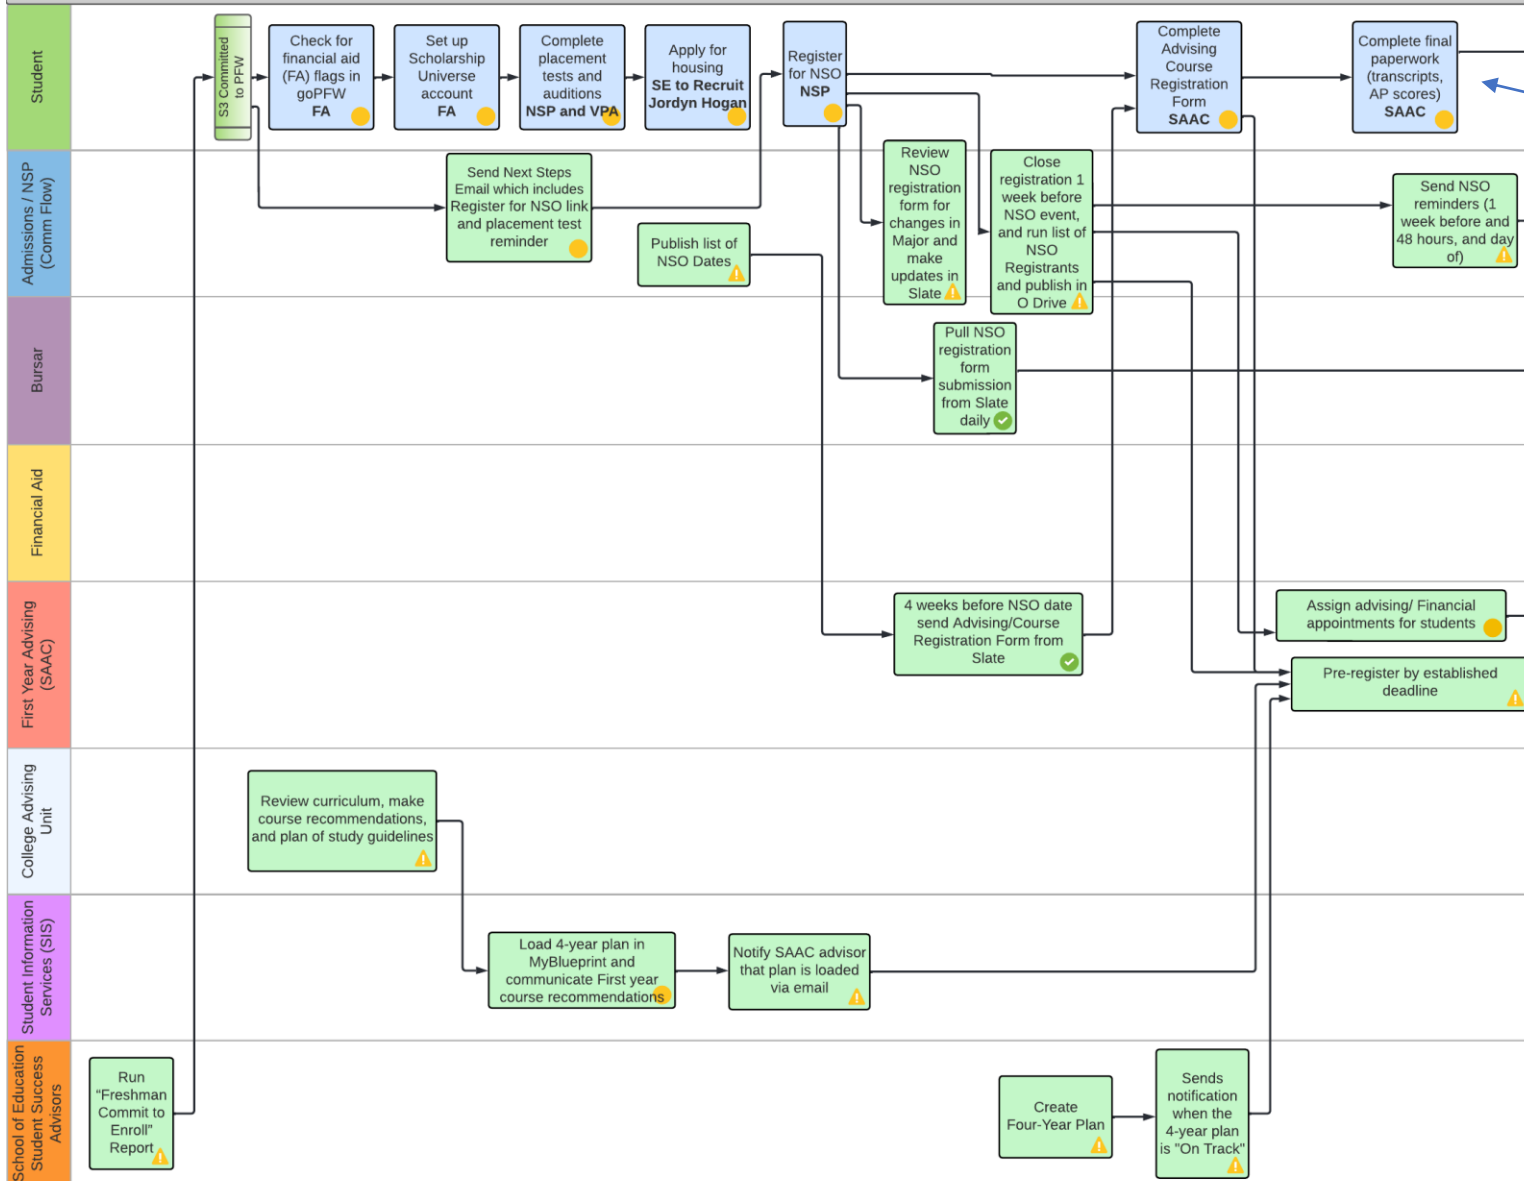 Student
S3 Committed
to PFW
Check for
financial aid
(FA) flags in
goPFW
FA
Set up
Scholarship
Universe
account
FA
Complete
placement
tests and
auditions
NSP and VPA
Apply for
housing
SE to Recruit
Jordyn Hogan
Register
for NSO
NSP
Complete
Advising
Course
Registration
Form
SAAC
Complete final
paperwork
(transcripts,
AP scores)
SAAC
Admissions / NSP
(Comm Flow)
Send Next Steps
Email which includes
Register for NSO link
and placement test
reminder
Publish list of
NSO Dates
Review
NSO
registration
form for
changes in
Major and
make
updates in
Slate
Close
registration 1
week before
NSO event,
and run list of
NSO
Registrants
and publish in
O Drive
Send NSO
reminders (1
week before and
48 hours, and day
of)
Bursar
Pull NSO
registration
form
submission
from Slate
daily
Financial Aid
First Year Advising
(SAAC)
4 weeks before NSO date
send Advising/Course
Registration Form from
Slate
Assign advising/ Financial
appointments for students
Pre-register by established
deadline
College Advising
Unit
Review curriculum, make
course recommendations,
and plan of study guidelines
Student Information
Services (SIS)
Load 4-year plan in
MyBlueprint and
communicate First year
course recommendations
Notify SAAC advisor
that plan is loaded
via email
School of Education
Student Success
Advisors
Run
"Freshman
Commit to
Enroll"
Report
Create
Four-Year Plan
Sends
notification
when the
4-year plan
is "On Track"